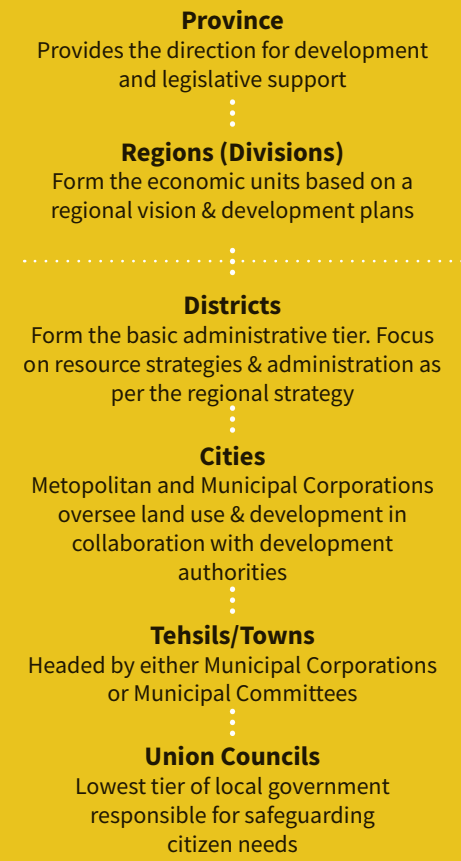 Province
Provides the direction for development
and legislative support
Regions (Divisions)
Form the economic units based on a
regional vision & development plans
Districts
Form the basic administrative tier. Focus
on resource strategies & administration as
per the regional strategy
Cities
Metopolitan and Municipal Corporations
oversee land use & development in
collaboration with development
authorities
Tehsils/Towns
Headed by either Municipal Corporations
or Municipal Committees
Union Councils
Lowest tier of local government
responsible for safeguarding
citizen needs